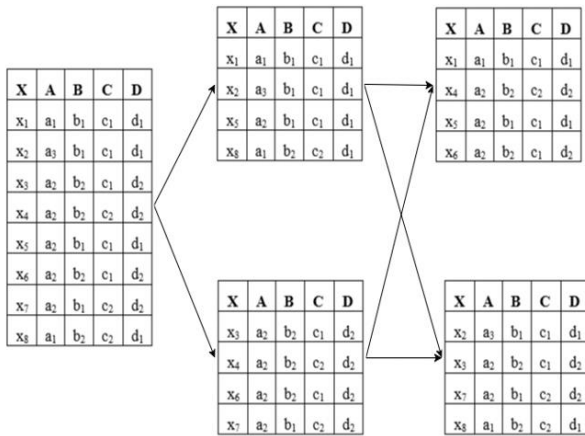 X A B C D
x₁ a₁ b₁ c₁ d₁
x₂ a₃ b₁ c₁ d₁
x₃ a₂ b₂ c₁ d₂
x₄ a₂ b₂ c₂ d₂
x₅ a₂ b₁ c₁ d₁
x₆ a₂ b₂ c₁ d₂
x₇ a₂ b₁ c₂ d₂
x₈ a₁ b₂ c₂ d₁
X A B C D
x₁ a₁ b₁ c₁ d₁
x₂ a₃ b₁ c₁ d₁
x₅ a₂ b₁ c₁ d₁
x₈ a₁ b₂ c₂ d₁
X A B C D
x₃ a₂ b₂ c₁ d₂
x₄ a₂ b₂ c₂ d₂
x₆ a₂ b₂ c₁ d₂
x₇ a₂ b₁ c₂ d₂
X A B C D
x₁ a₁ b₁ c₁ d₁
x₄ a₂ b₂ c₂ d₂
x₅ a₂ b₁ c₁ d₁
x₆ a₂ b₂ c₁ d₂
X A B C D
x₂ a₃ b₁ c₁ d₁
x₃ a₂ b₂ c₁ d₂
x₇ a₂ b₁ c₂ d₂
x₈ a₁ b₂ c₂ d₁